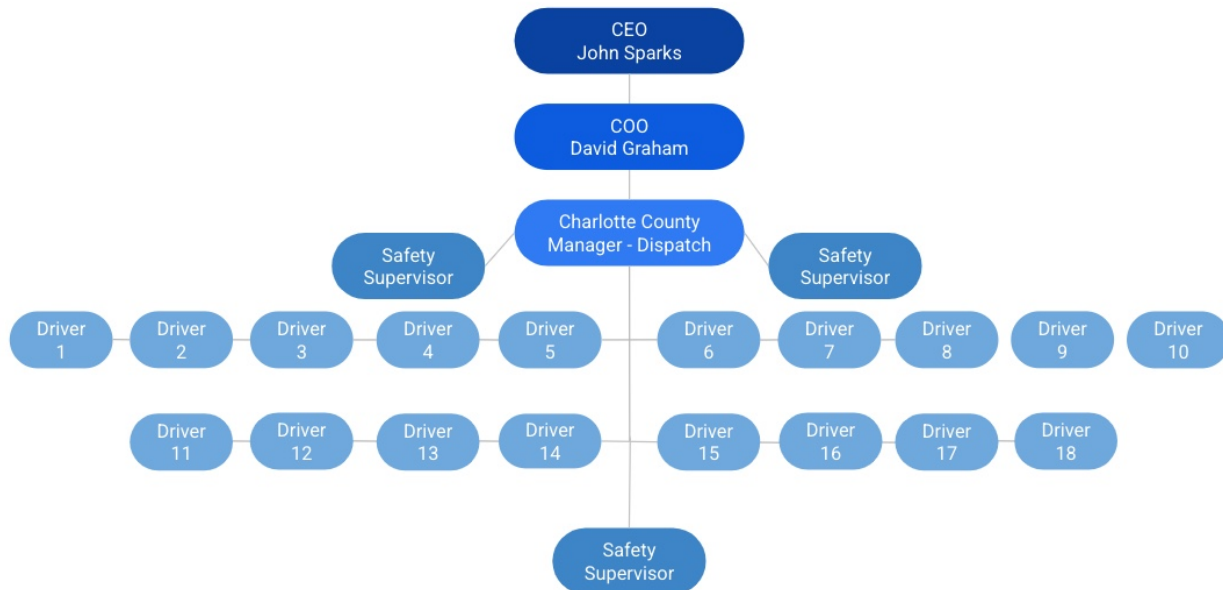 CEO
John Sparks
COO
David Graham
Charlotte County
Manager - Dispatch
Safety
Supervisor
Safety
Supervisor
Driver
1
Driver
2
Driver
3
Driver
4
Driver
5
Driver
6
Driver
7
Driver
8
Driver
9
Driver
10
Driver
11
Driver
12
Driver
13
Driver
14
Driver
15
Driver
16
Driver
17
Driver
18
Safety
Supervisor